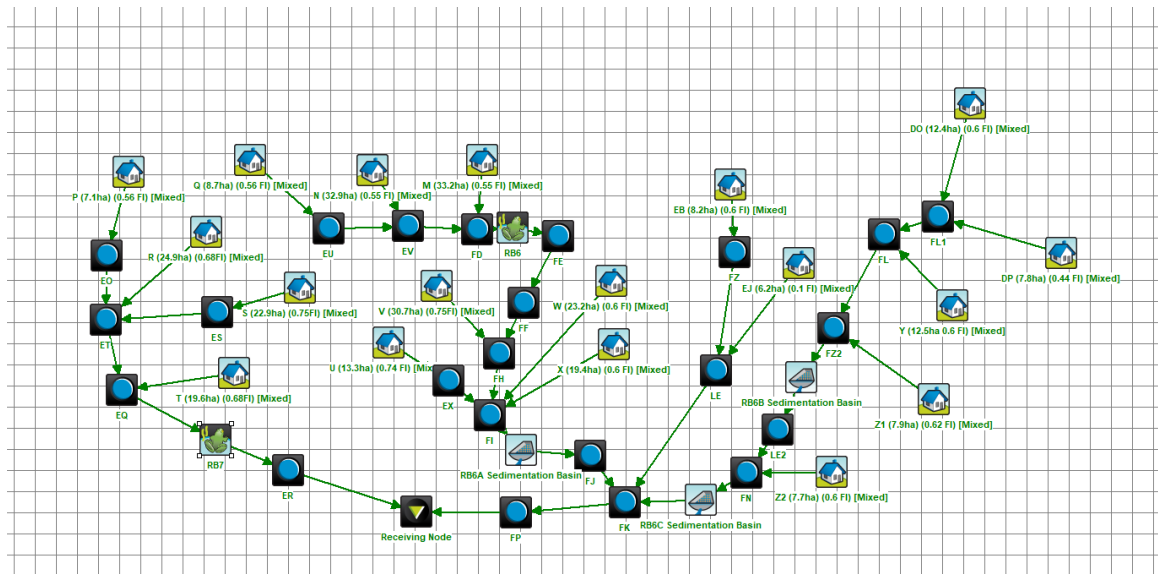 DO (12.4ha) (0.6 FI) [Mixed]
Q (8.7ha) (0.56 FI) [Mixed]
M (33.2ha) (0.55 FI) [Mixed]
N (32.9ha) (0.55 FI) [Mixed]
P (7.1ha) (0.56 FI) [Mixed]
EB (8.2ha) (0.6 FI) [Mixed]
FL1
EU
EV
FD
RB6
FE
FL
R (24.9ha) (0.68FI) [Mixed]
EO
FZ
DP (7.8ha) (0.44 FI) [Mixed]
EJ (6.2ha) (0.1 FI) [Mixed]
W (23.2ha) (0.6 FI) [Mixed]
V (30.7ha) (0.75FI) [Mixed]
S (22.9ha) (0.75FI) [Mixed]
FF
Y (12.5ha 0.6 FI) [Mixed]
ES
ET
FZ2
U (13.3ha) (0.74 FI)
X (19.4ha) (0.6 FI) [Mixed]
FH
LE
T (19.6ha) (0.68FI) [Mixed]
EX
RB6B Sedimentation Basin
EQ
Z1 (7.9ha) (0.62 FI) [Mixed]
FI
LE2
RB7
RB6A Sedimentation Basin
FJ
ER
FN
Z2 (7.7ha) (0.6 FI) [Mixed]
FK
RB6C Sedimentation Basin
Receiving Node
FP